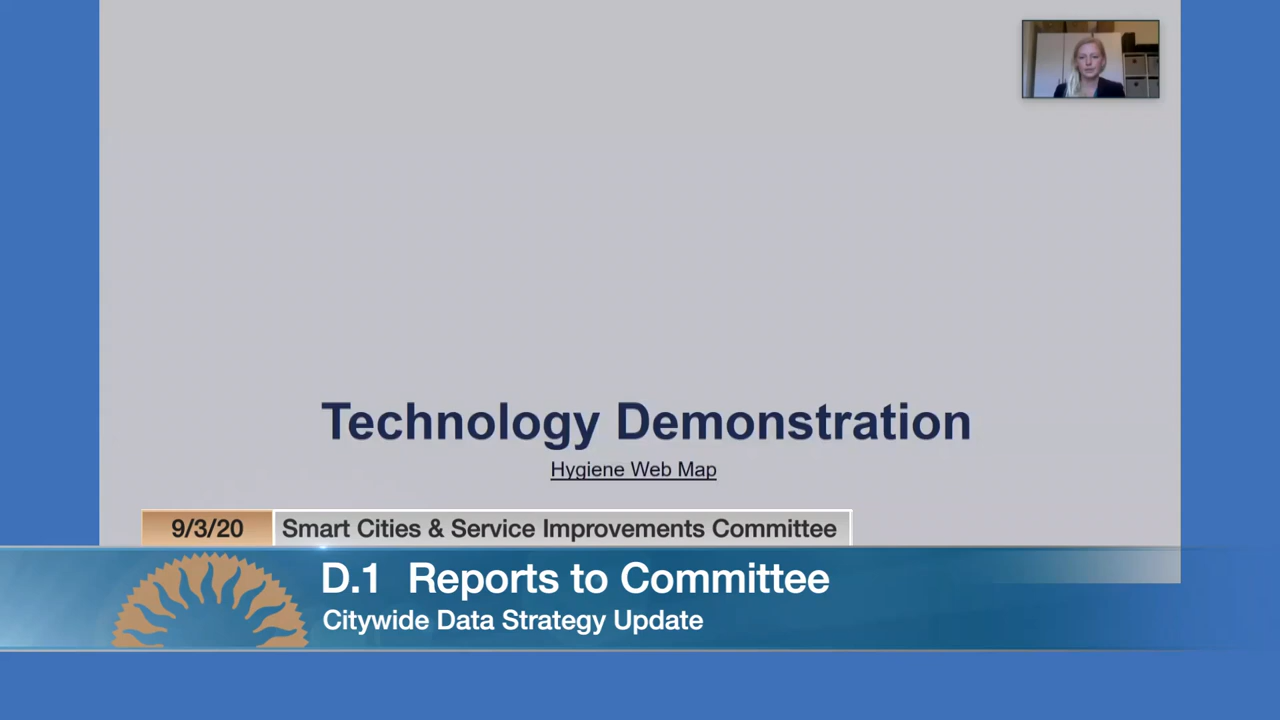 Technology Demonstration
Hygiene Web Map
9/3/20 Smart Cities & Service Improvements Committee
D.1 Reports to Committee
Citywide Data Strategy Update